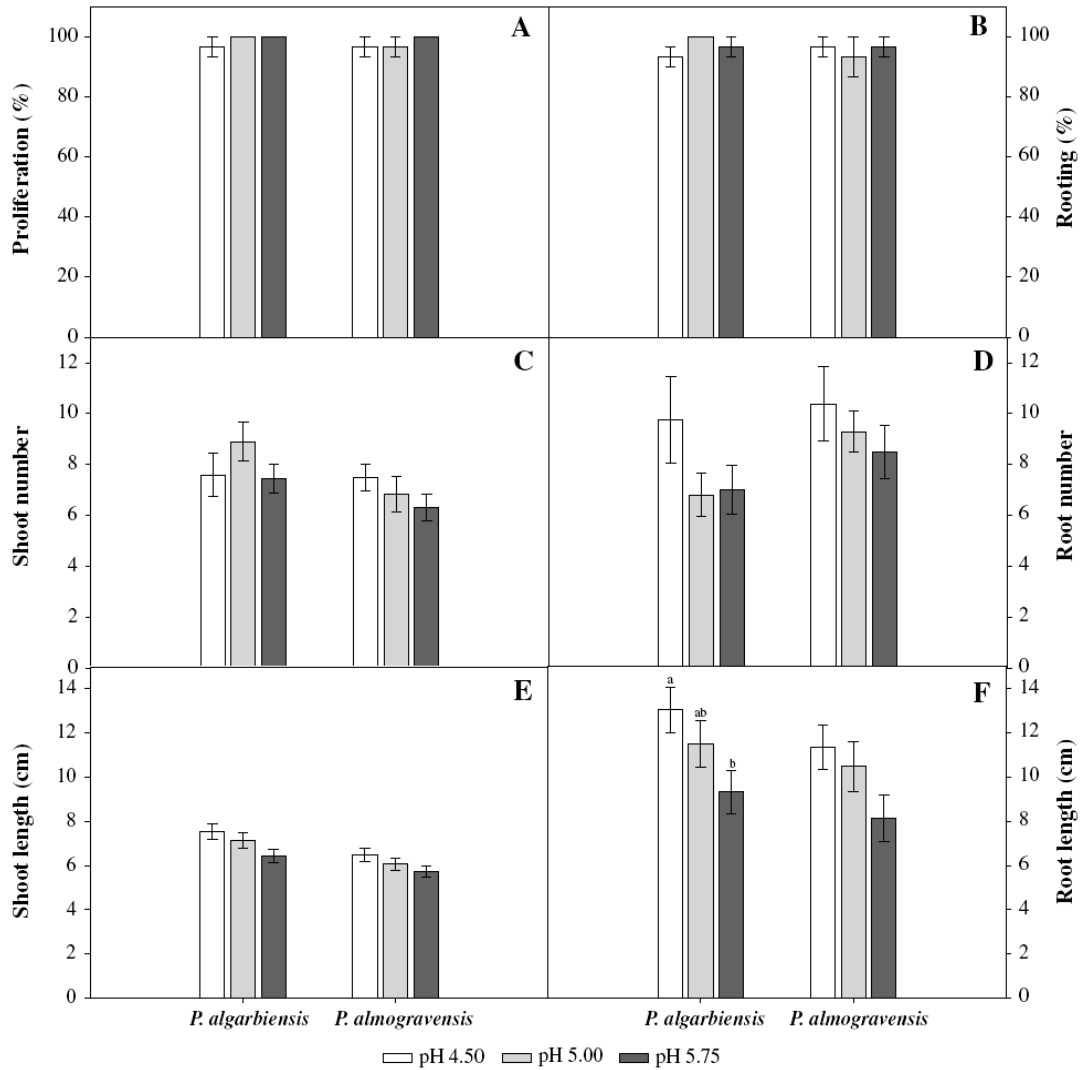 A
B
100
80
60
40
20
0
Proliferation (%)
100
80
60
40
20
0
Rooting (%)
C
D
12
10
8
6
4
2
0
Shoot number
12
10
8
6
4
2
0
Root number
E
F
14
12
10
8
6
4
2
0
Shoot length (cm)
a
ab
b
14
12
10
8
6
4
2
0
Root length (cm)
P. algarbiensis
P. almogravensis
P. algarbiensis
P. almogravensis
pH 4.50
pH 5.00
pH 5.75